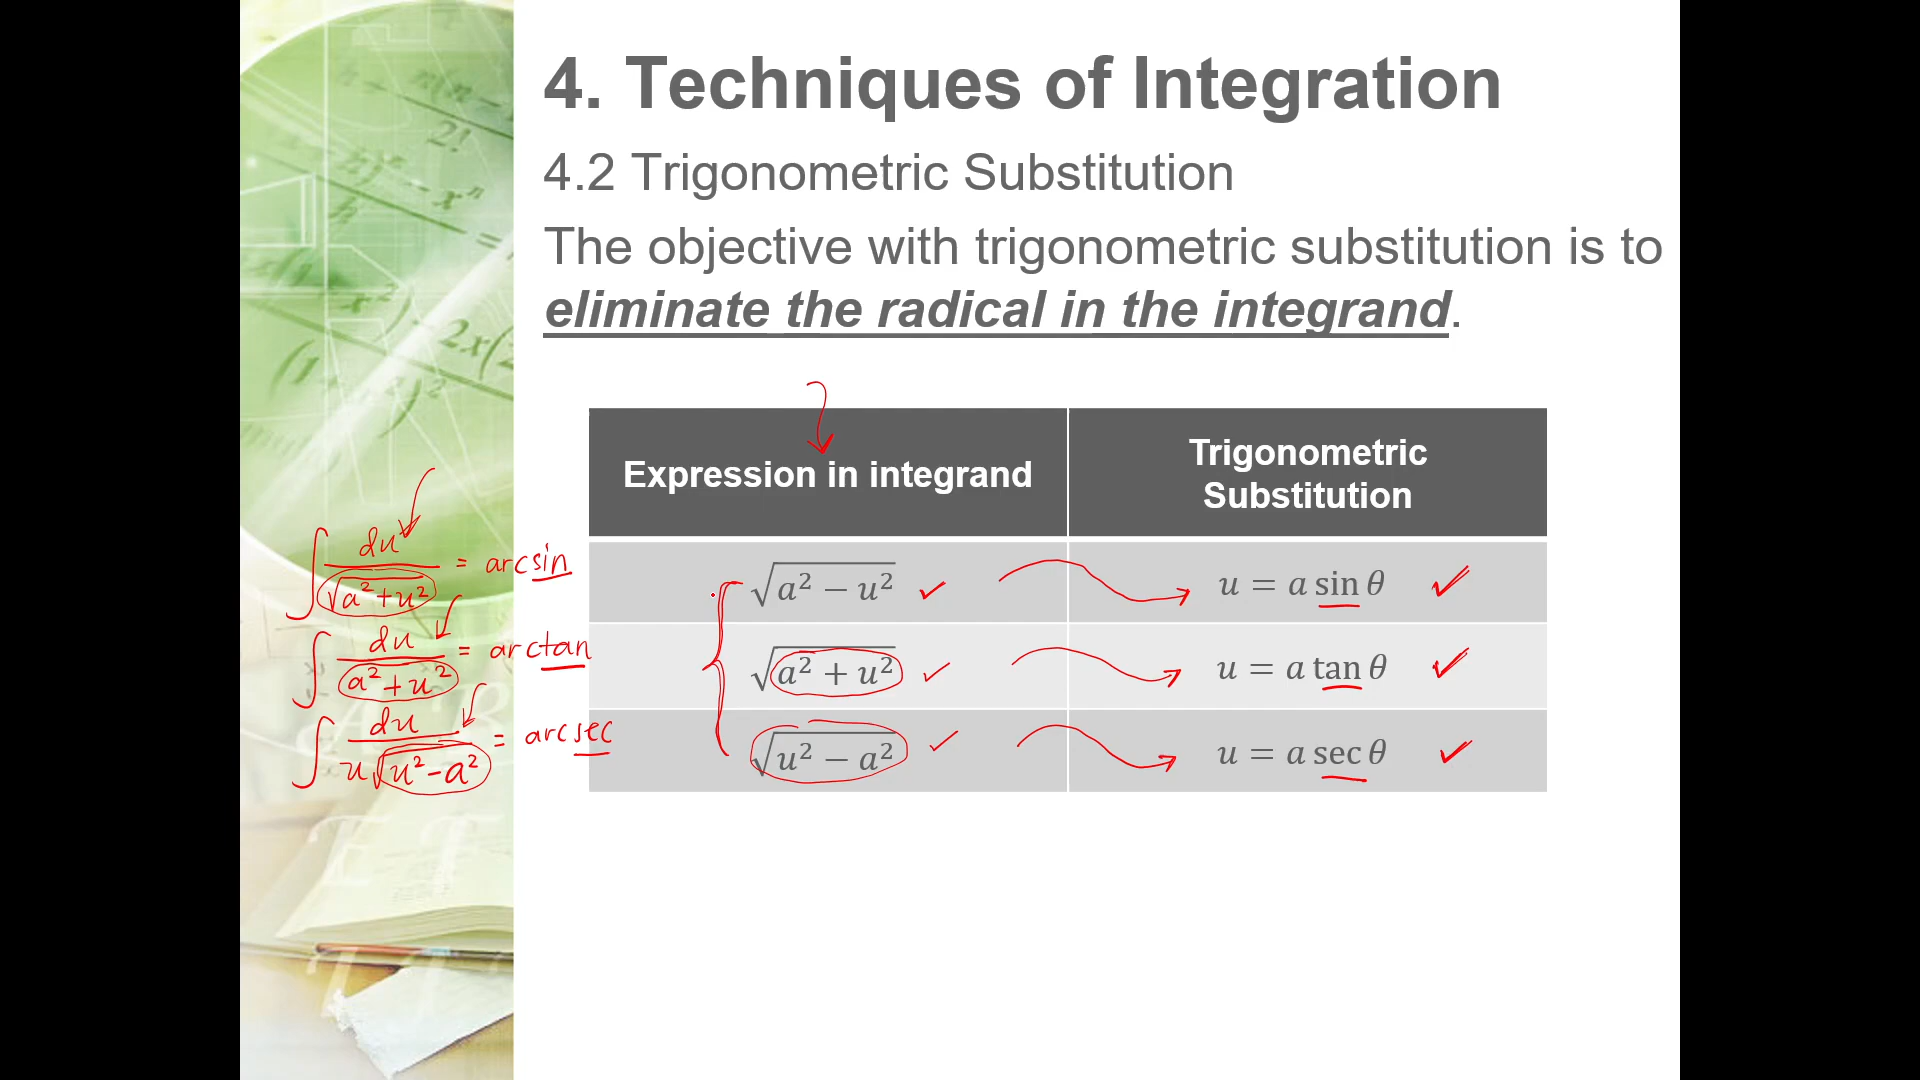 4. Techniques of Integration
4.2 Trigonometric Substitution
The objective with trigonometric substitution is to
eliminate the radical in the integrand.
Expression in integrand
Trigonometric
Substitution
√(a² − u²) ✓
u = a sin θ ✓
√(a² + u²) ✓
u = a tan θ ✓
√(u² − a²) ✓
u = a sec θ ✓
∫ du / √(a² + u²) = arcsin
∫ du / (a² + u²) = arctan
∫ du / (u√(u² − a²)) = arcsec